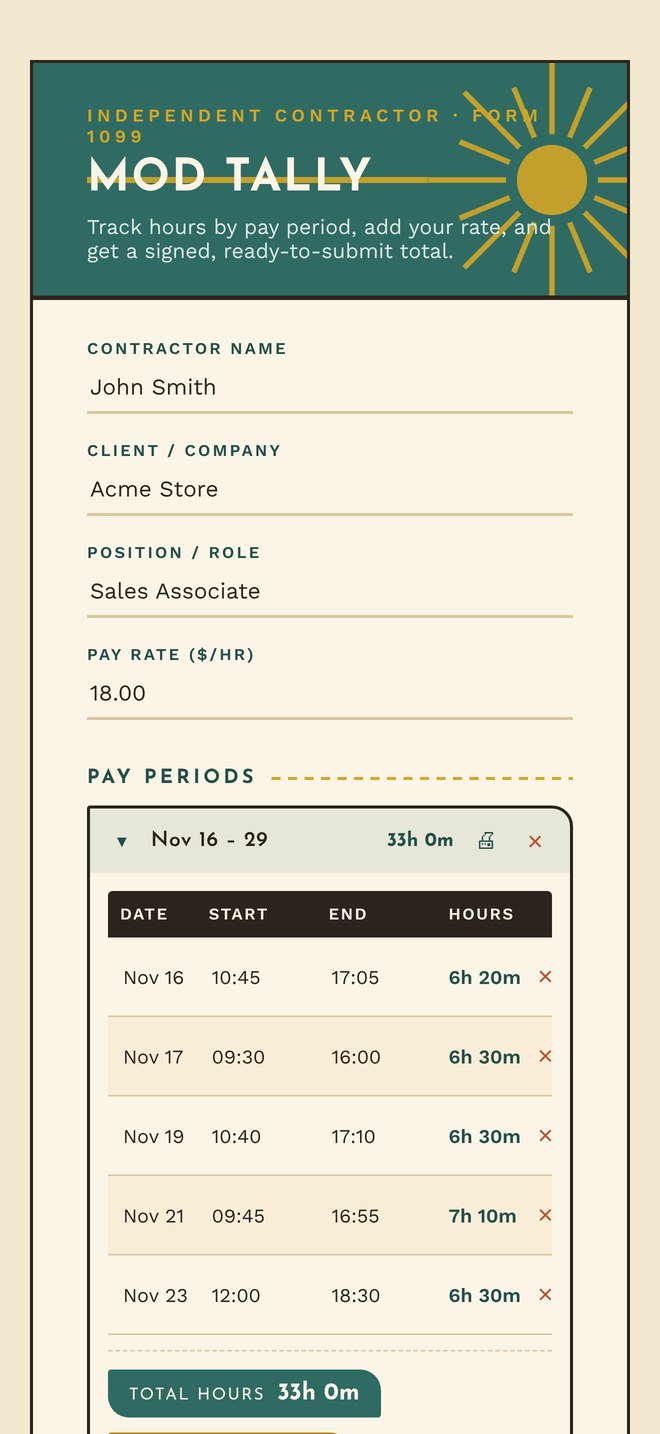 INDEPENDENT CONTRACTOR · FORM
1099
MOD TALLY
Track hours by pay period, add your rate, and
get a signed, ready-to-submit total.
CONTRACTOR NAME
John Smith
CLIENT / COMPANY
Acme Store
POSITION / ROLE
Sales Associate
PAY RATE ($/HR)
18.00
PAY PERIODS
▼ Nov 16 – 29 33h 0m 🖨 ×
DATE START END HOURS
Nov 16 10:45 17:05 6h 20m ×
Nov 17 09:30 16:00 6h 30m ×
Nov 19 10:40 17:10 6h 30m ×
Nov 21 09:45 16:55 7h 10m ×
Nov 23 12:00 18:30 6h 30m ×
TOTAL HOURS 33h 0m